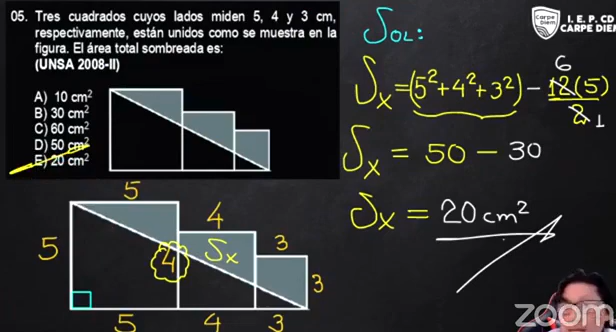 05. Tres cuadrados cuyos lados miden 5, 4 y 3 cm,
respectivamente, están unidos como se muestra en la
figura. El área total sombreada es:
(UNSA 2008-II)
A) 10 cm²
B) 30 cm²
C) 60 cm²
D) 50 cm²
E) 20 cm²
5
4
3
5
4
Sx
3
5
4
3
SOL:
Sx = (5² + 4² + 3²) - 12(5)/2
6
1
Sx = 50 - 30
Sx = 20 cm²
Carpe
Diem
I. E. P. CD
CARPE DIEM
zoom